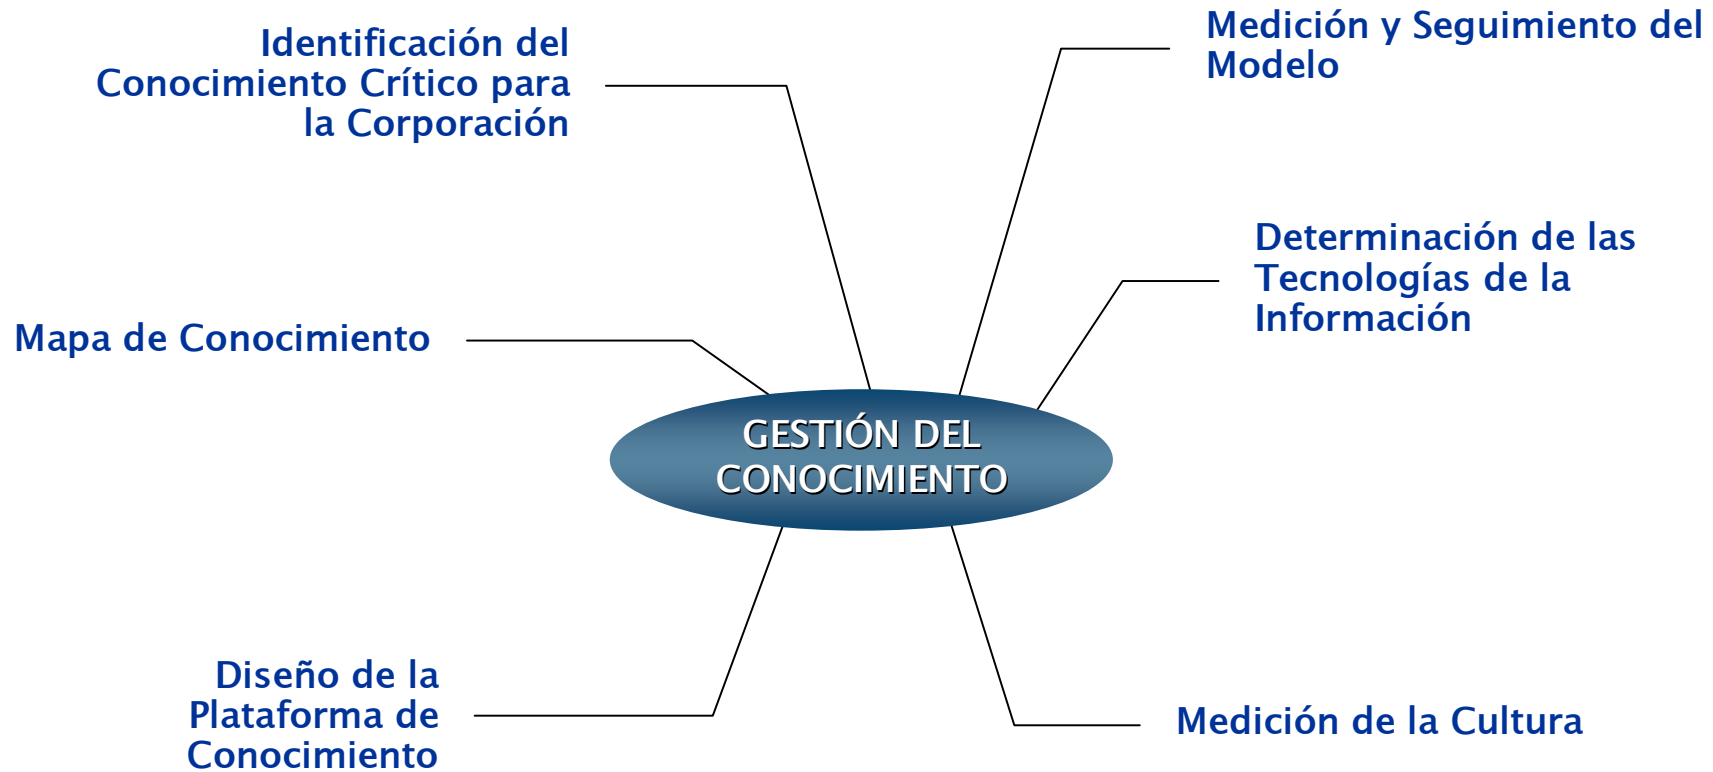 Identificación del
Conocimiento Crítico para
la Corporación
Medición y Seguimiento del
Modelo
Determinación de las
Tecnologías de la
Información
Mapa de Conocimiento
GESTIÓN DEL
CONOCIMIENTO
Diseño de la
Plataforma de
Conocimiento
Medición de la Cultura